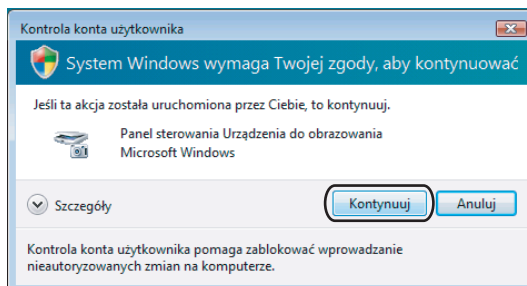 Kontrola konta użytkownika
System Windows wymaga Twojej zgody, aby kontynuować
Jeśli ta akcja została uruchomiona przez Ciebie, to kontynuuj.
Panel sterowania Urządzenia do obrazowania
Microsoft Windows
Szczegóły
Kontynuuj
Anuluj
Kontrola konta użytkownika pomaga zablokować wprowadzanie
nieautoryzowanych zmian na komputerze.